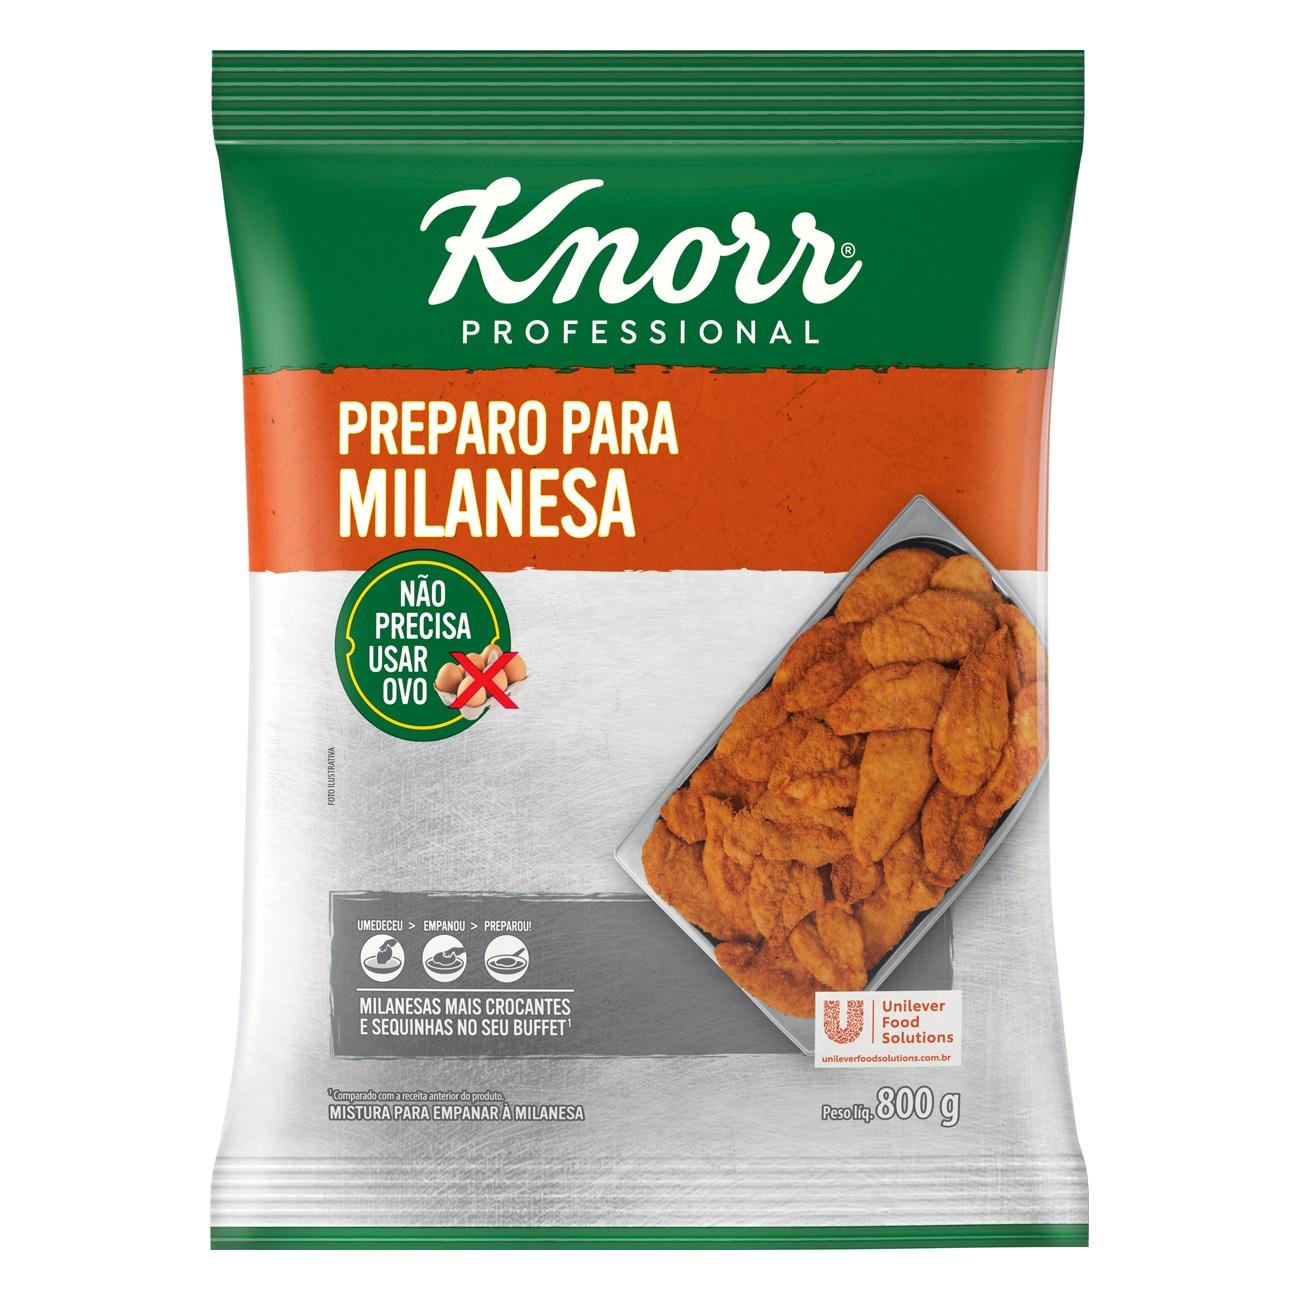 Knorr®
PROFESSIONAL
PREPARO PARA
MILANESA
NÃO
PRECISA
USAR
OVO
FOTO ILUSTRATIVA
UMEDECEU > EMPANOU > PREPAROU!
MILANESAS MAIS CROCANTES
E SEQUINHAS NO SEU BUFFET¹
Unilever
Food
Solutions
unileverfoodsolutions.com.br
¹Comparado com a receita anterior do produto.
MISTURA PARA EMPANAR À MILANESA
Peso líq. 800 g